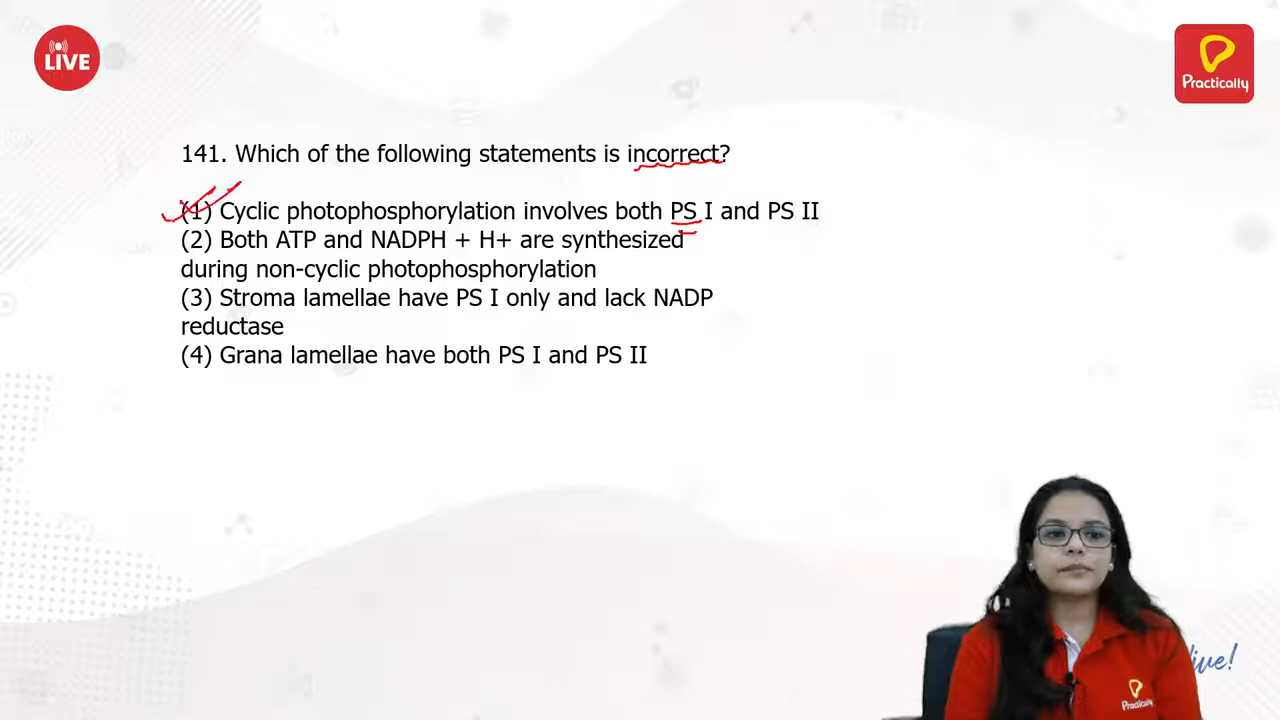 LIVE
Practically
141. Which of the following statements is incorrect?
(1) Cyclic photophosphorylation involves both PS I and PS II
(2) Both ATP and NADPH + H+ are synthesized
during non-cyclic photophosphorylation
(3) Stroma lamellae have PS I only and lack NADP
reductase
(4) Grana lamellae have both PS I and PS II
live!
Practically